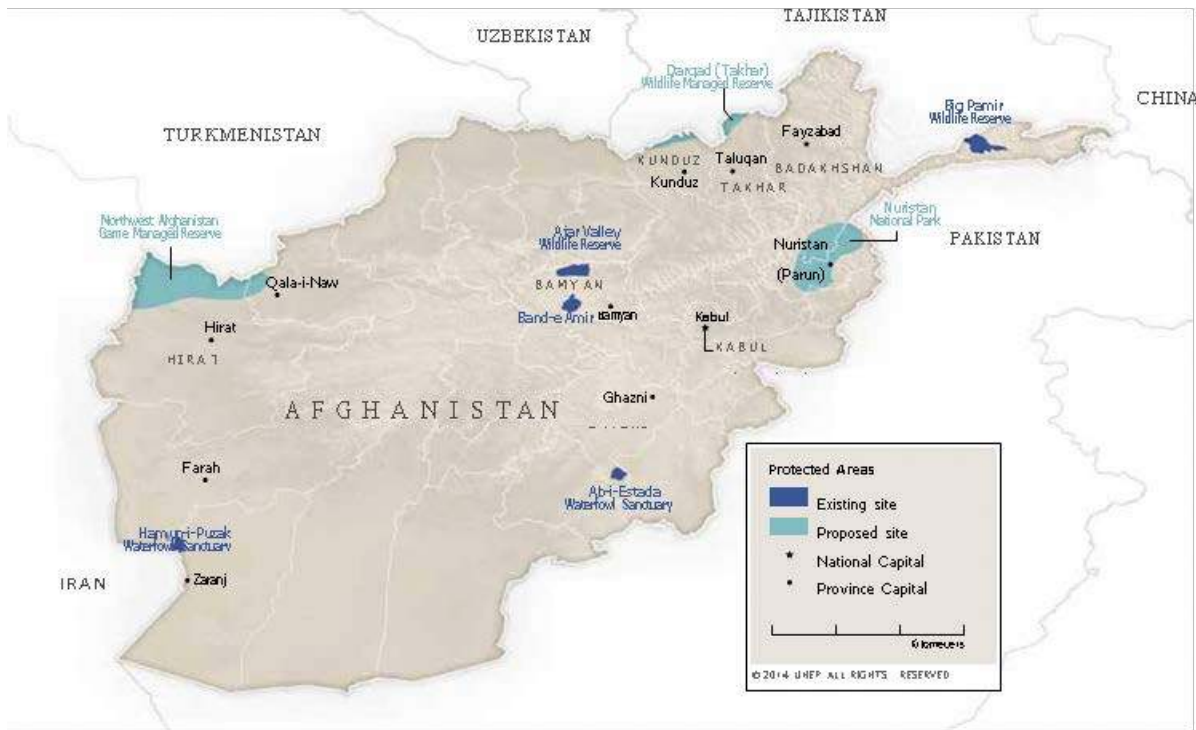 TAJIKISTAN
UZBEKISTAN
Darqad (Takhar)
Wildlife Managed Reserve
CHINA
Big Pamir
Wildlife Reserve
TURKMENISTAN
Fayzabad
KUNDUZ
Taluqan
BADAKHSHAN
Kunduz
TAKHAR
Northwest Afghanistan
Game Managed Reserve
Nuristan
National Park
Ajar Valley
Wildlife Reserve
PAKISTAN
Nuristan
(Parun)
Qala-i-Naw
BAMYAN
Band-e Amir
Bamyan
Kabul
KABUL
Hirat
HIRAT
Ghazni
AFGHANISTAN
Farah
Ab-i-Estada
Waterfowl Sanctuary
Hamun-i-Puzak
Waterfowl Sanctuary
IRAN
Zaranj
Protected Areas
Existing site
Proposed site
National Capital
Province Capital
Kilometers
© 2014 UNEP ALL RIGHTS RESERVED